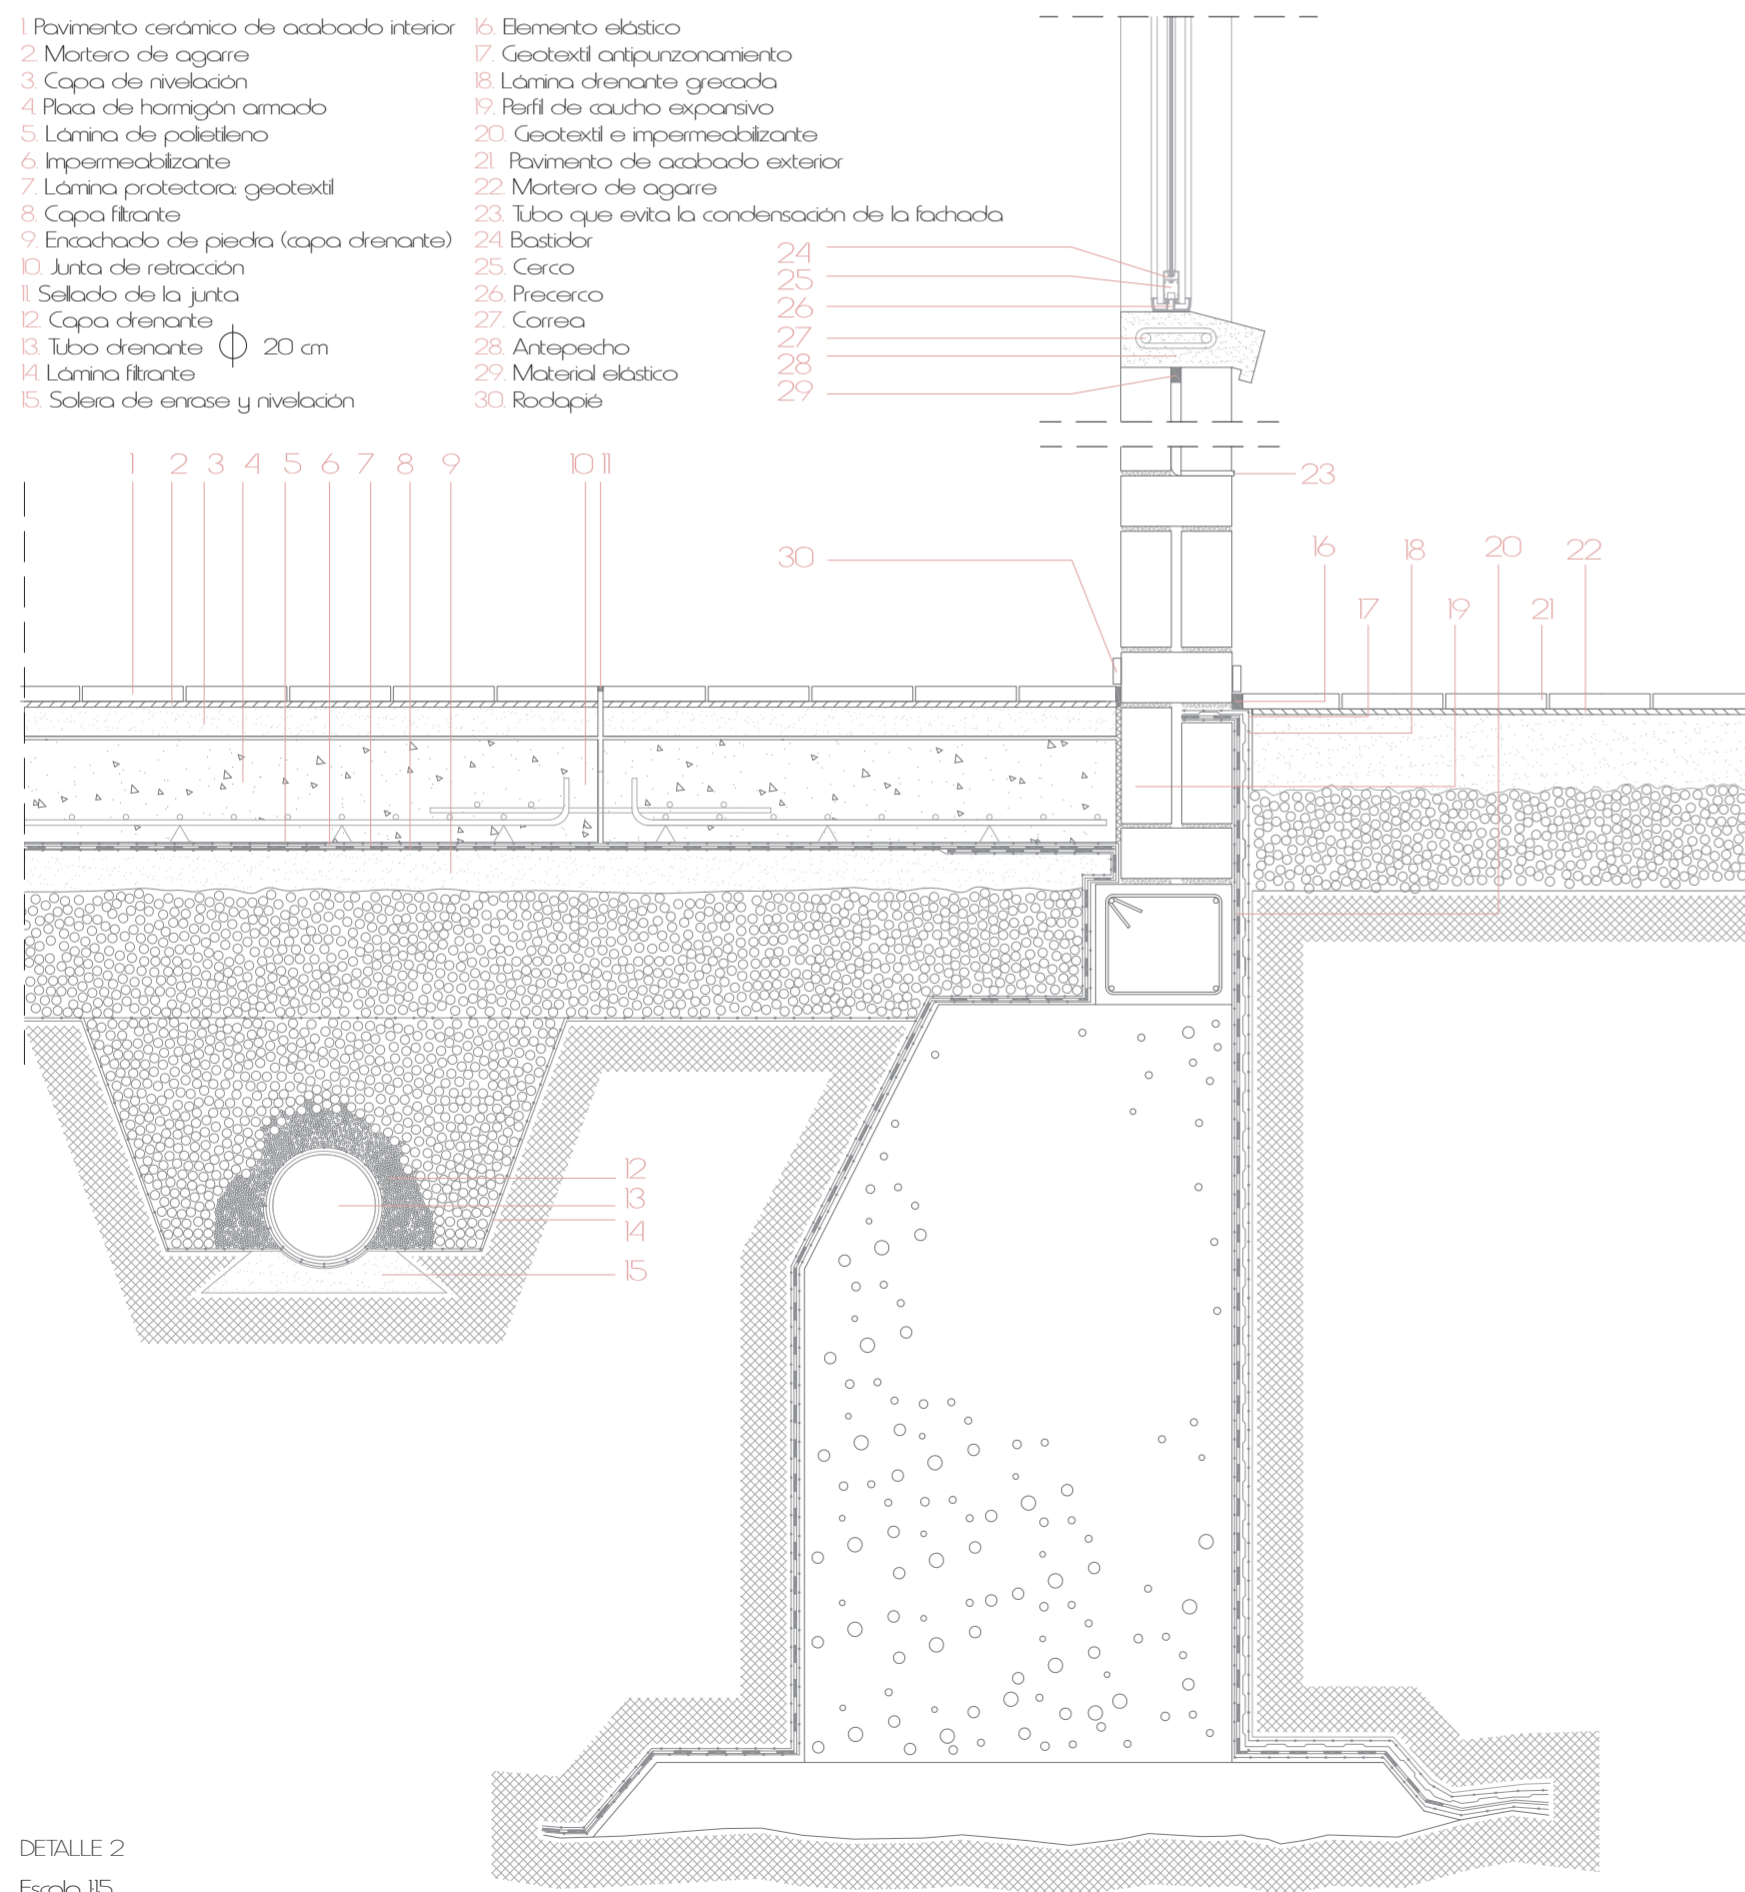 1. Pavimento cerámico de acabado interior
2. Mortero de agarre
3. Capa de nivelación
4. Placa de hormigón armado
5. Lámina de polietileno
6. Impermeabilizante
7. Lámina protectora: geotextil
8. Capa filtrante
9. Encachado de piedra (capa drenante)
10. Junta de retracción
11. Sellado de la junta
12. Capa drenante
13. Tubo drenante 20 cm
14. Lámina filtrante
15. Solera de enrase y nivelación
16. Elemento elástico
17. Geotextil antipunzonamiento
18. Lámina drenante grecada
19. Perfil de caucho expansivo
20. Geotextil e impermeabilizante
21. Pavimento de acabado exterior
22. Mortero de agarre
23. Tubo que evita la condensación de la fachada
24. Bastidor
25. Cerco
26. Precerco
27. Correa
28. Antepecho
29. Material elástico
30. Rodapié
24
25
26
27
28
29
1 2 3 4 5 6 7 8 9 10 11
23
30
16 18 20 22
17 19 21
12
13
14
15
DETALLE 2
Escala 1:15